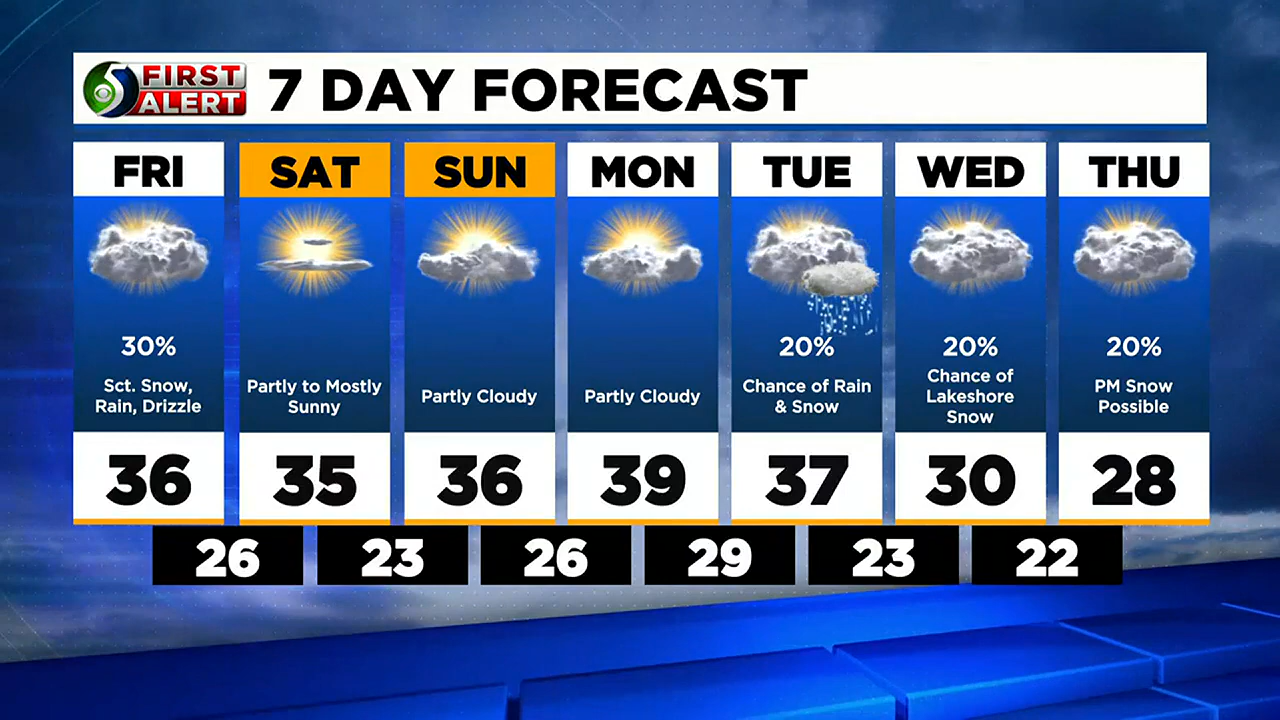 5 FIRST ALERT 7 DAY FORECAST
FRI
SAT
SUN
MON
TUE
WED
THU
30%
Sct. Snow,
Rain, Drizzle
Partly to Mostly
Sunny
Partly Cloudy
Partly Cloudy
20%
Chance of Rain
& Snow
20%
Chance of
Lakeshore
Snow
20%
PM Snow
Possible
36
35
36
39
37
30
28
26
23
26
29
23
22